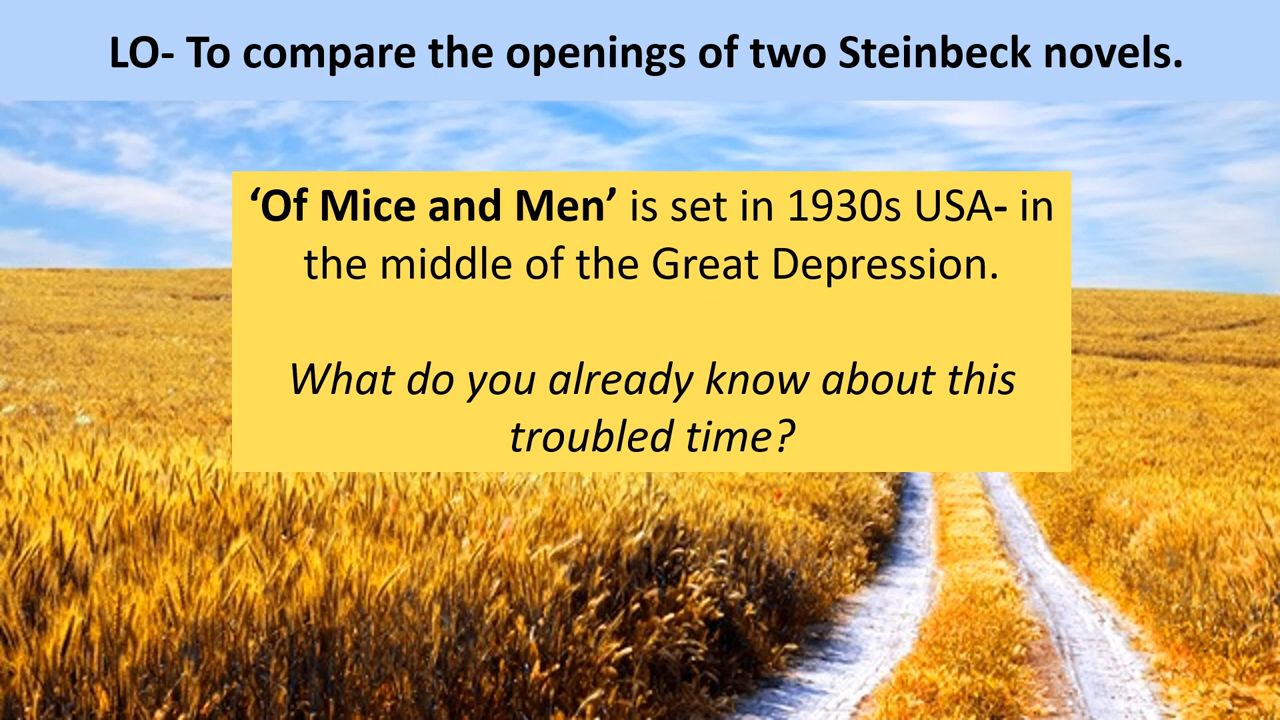 LO- To compare the openings of two Steinbeck novels.
‘Of Mice and Men’ is set in 1930s USA- in
the middle of the Great Depression.
What do you already know about this
troubled time?